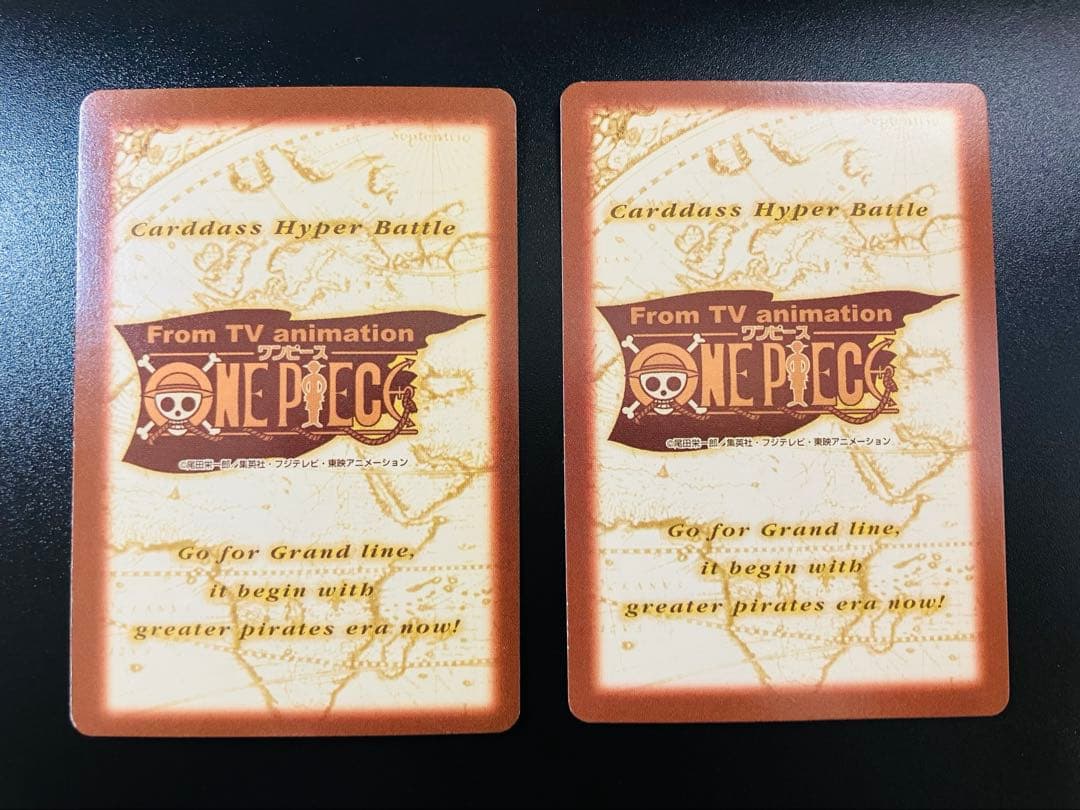 Septentrio
Carddass Hyper Battle
From TV animation
ワンピース
ONE PIECE
©尾田栄一郎／集英社・フジテレビ・東映アニメーション
Go for Grand line,
it begin with
greater pirates era now!
Septentrio
Carddass Hyper Battle
From TV animation
ワンピース
ONE PIECE
©尾田栄一郎／集英社・フジテレビ・東映アニメーション
Go for Grand line,
it begin with
greater pirates era now!